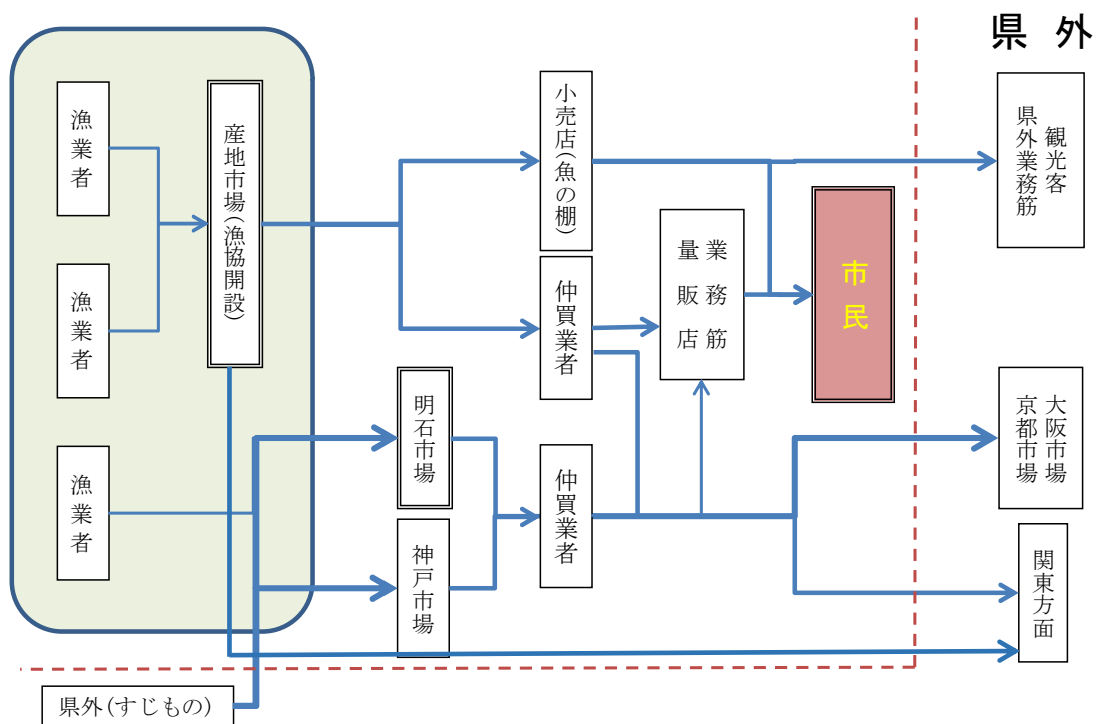 県 外
漁業者
漁業者
漁業者
産地市場(漁協開設)
小売店(魚の棚)
仲買業者
明石市場
神戸市場
仲買業者
業務筋
量販店
市民
観光客
県外業務筋
大阪市場
京都市場
関東方面
県外(すじもの)